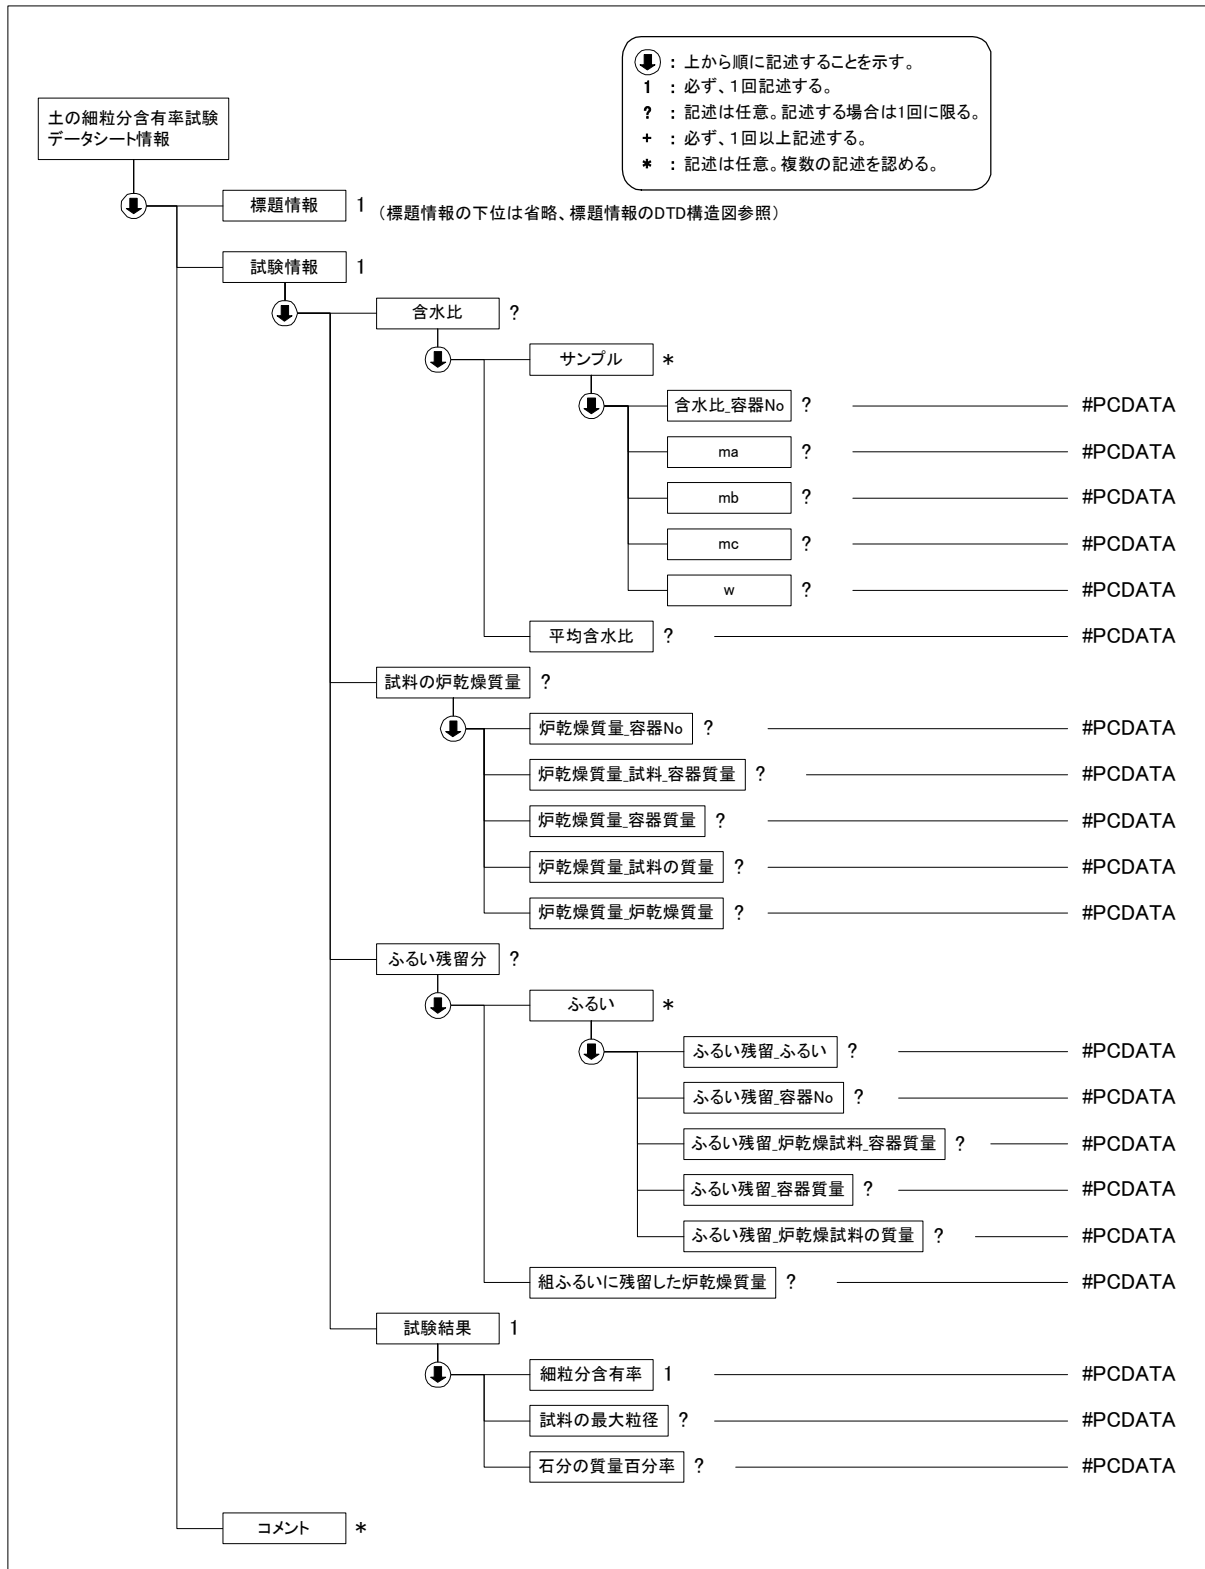 ：上から順に記述することを示す。
1 ：必ず、1回記述する。
? ：記述は任意。記述する場合は1回に限る。
+ ：必ず、1回以上記述する。
* ：記述は任意。複数の記述を認める。
土の細粒分含有率試験
データシート情報
標題情報 1 （標題情報の下位は省略、標題情報のDTD構造図参照）
試験情報 1
含水比 ?
サンプル *
含水比_容器No ? #PCDATA
ma ? #PCDATA
mb ? #PCDATA
mc ? #PCDATA
w ? #PCDATA
平均含水比 ? #PCDATA
試料の炉乾燥質量 ?
炉乾燥質量_容器No ? #PCDATA
炉乾燥質量_試料_容器質量 ? #PCDATA
炉乾燥質量_容器質量 ? #PCDATA
炉乾燥質量_試料の質量 ? #PCDATA
炉乾燥質量_炉乾燥質量 ? #PCDATA
ふるい残留分 ?
ふるい *
ふるい残留_ふるい ? #PCDATA
ふるい残留_容器No ? #PCDATA
ふるい残留_炉乾燥試料_容器質量 ? #PCDATA
ふるい残留_容器質量 ? #PCDATA
ふるい残留_炉乾燥試料の質量 ? #PCDATA
組ふるいに残留した炉乾燥質量 ? #PCDATA
試験結果 1
細粒分含有率 1 #PCDATA
試料の最大粒径 ? #PCDATA
石分の質量百分率 ? #PCDATA
コメント *